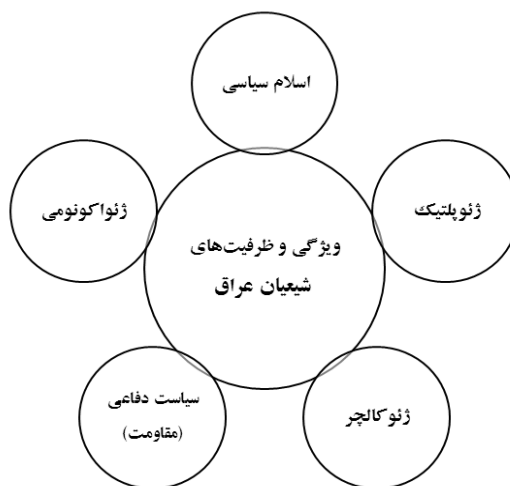 اسلام سیاسی
ژئوپلتیک
ژئواکونومی
ویژگی و ظرفیت‌های
شیعیان عراق
ژئوکالچر
سیاست دفاعی
(مقاومت)